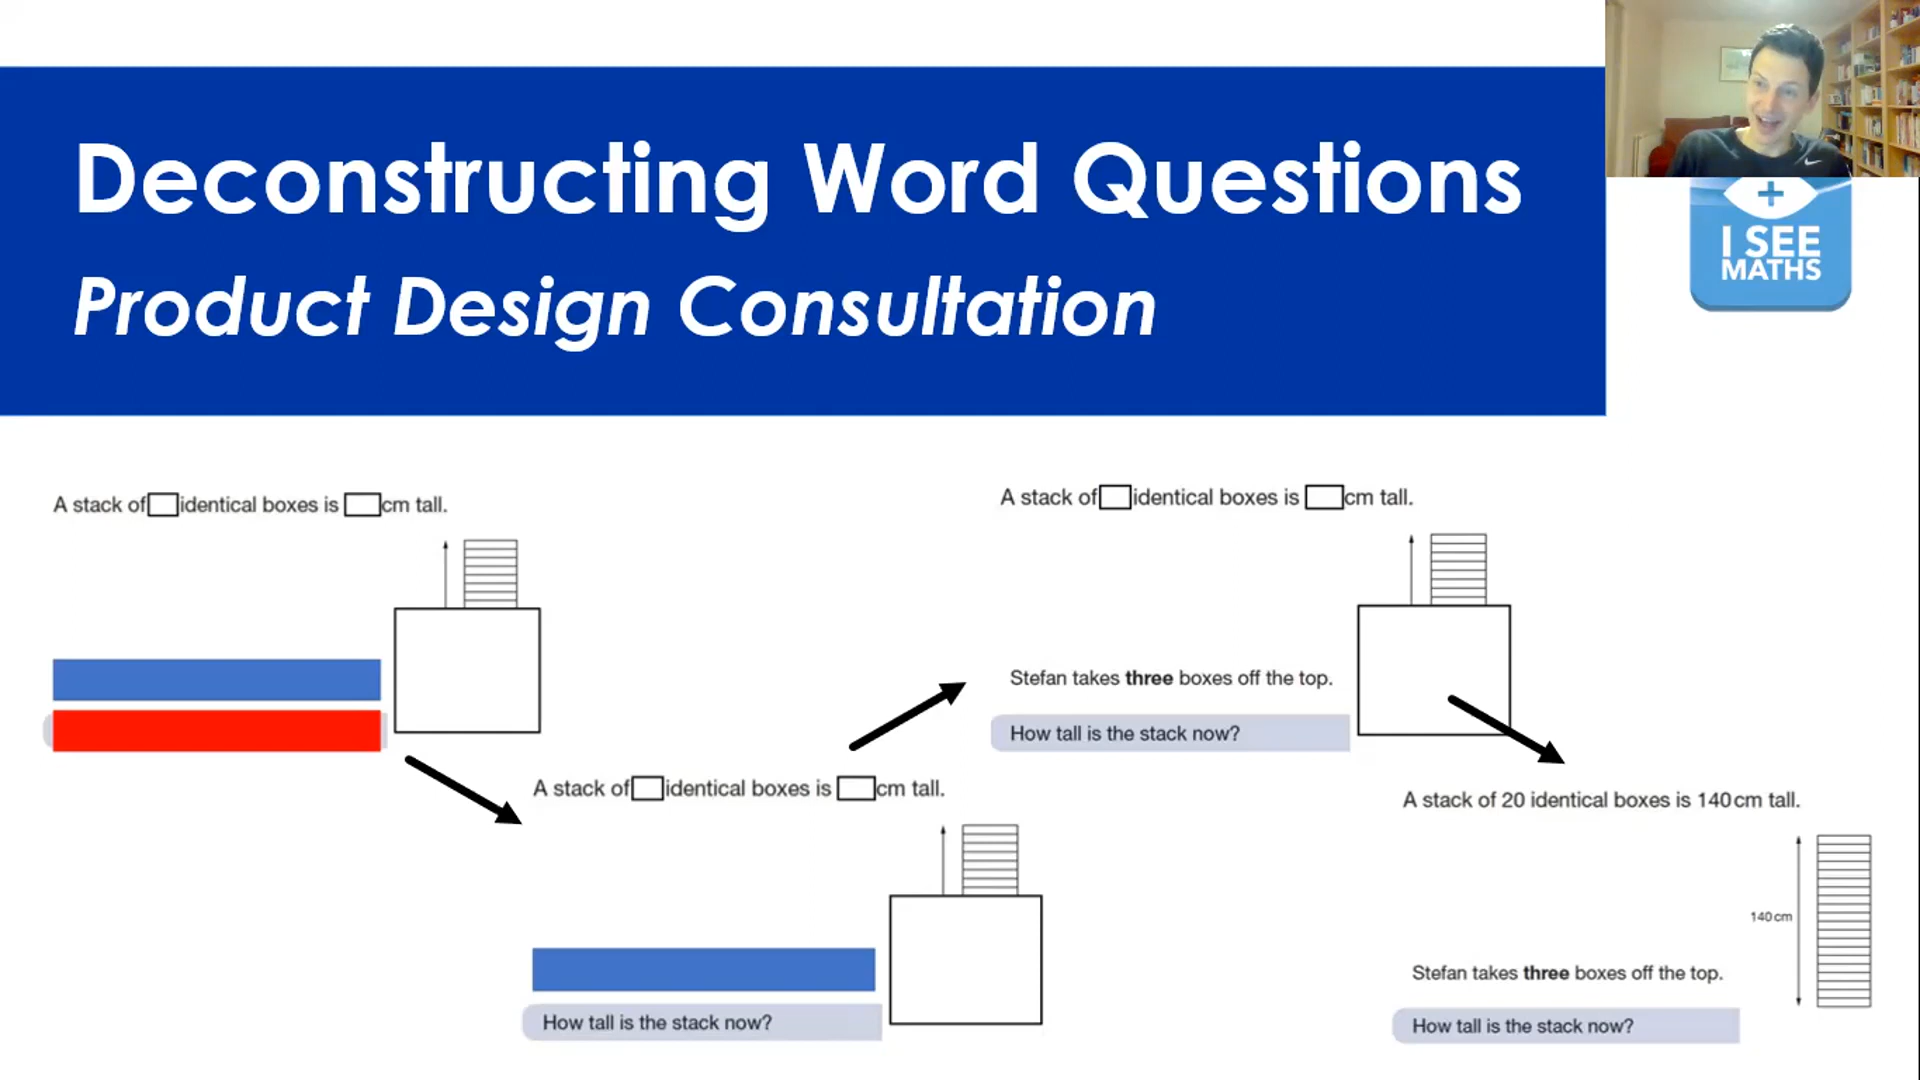 Deconstructing Word Questions
Product Design Consultation
+
I SEE
MATHS
A stack of identical boxes is cm tall.
A stack of identical boxes is cm tall.
How tall is the stack now?
A stack of identical boxes is cm tall.
Stefan takes three boxes off the top.
How tall is the stack now?
A stack of 20 identical boxes is 140 cm tall.
140 cm
Stefan takes three boxes off the top.
How tall is the stack now?